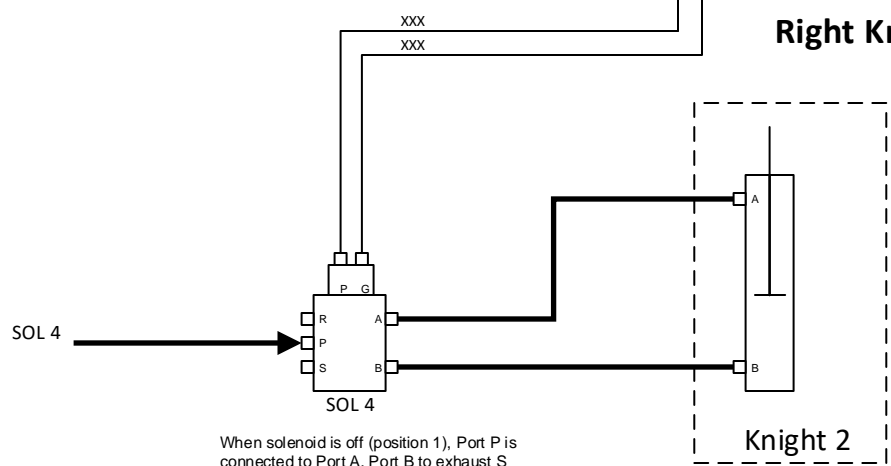 XXX
XXX
Right
A
P G
R A
SOL 4
P
S B
B
SOL 4
When solenoid is off (position 1), Port P is
connected to Port A, Port B to exhaust S
Knight 2